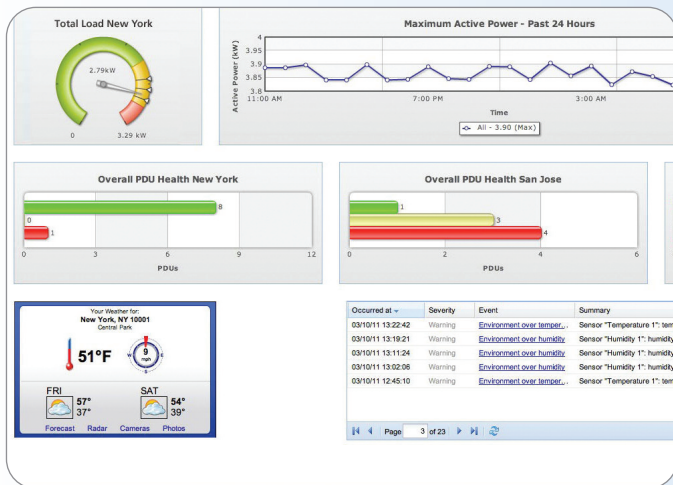 Total Load New York
2.79kW
0
3.29 kW
Maximum Active Power - Past 24 Hours
Active Power (kW)
4
3.95
3.9
3.85
3.8
11:00 AM
7:00 PM
3:00 AM
Time
All - 3.90 (Max)
Overall PDU Health New York
8
0
1
0
3
6
9
12
PDUs
Overall PDU Health San Jose
1
3
4
0
2
4
6
PDUs
Your Weather for:
New York, NY 10001
Central Park
51°F
N
W
9
E
mph
S
FRI
57°
37°
SAT
54°
39°
Forecast Radar Cameras Photos
Occurred at Severity Event Summary
03/10/11 13:22:42 Warning Environment over temper... Sensor "Temperature 1": tem
03/10/11 13:19:21 Warning Environment over humidity Sensor "Humidity 1": humidity
03/10/11 13:11:24 Warning Environment over humidity Sensor "Humidity 1": humidity
03/10/11 13:02:06 Warning Environment over humidity Sensor "Humidity 1": humidity
03/10/11 12:45:10 Warning Environment over temper... Sensor "Temperature 1": tem
Page 3 of 23